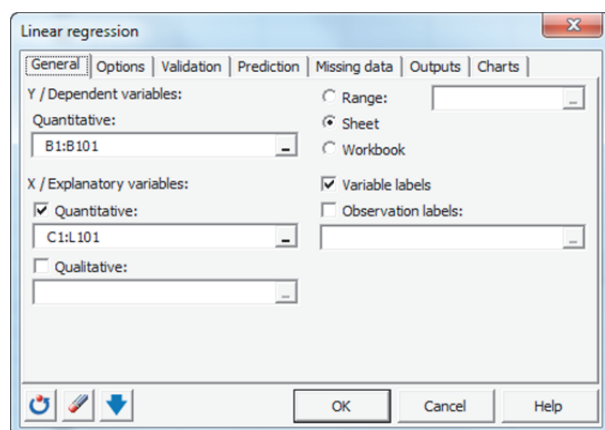 Linear regression
General Options Validation Prediction Missing data Outputs Charts
Y / Dependent variables:
Quantitative:
B1:B101
X / Explanatory variables:
Quantitative:
C1:L101
Qualitative:
Range:
Sheet
Workbook
Variable labels
Observation labels:
OK Cancel Help